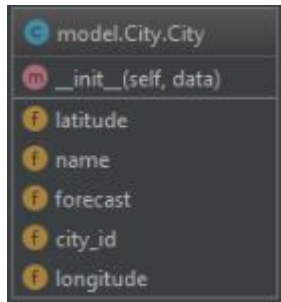 C model.City.City
m __init__(self, data)
f latitude
f name
f forecast
f city_id
f longitude